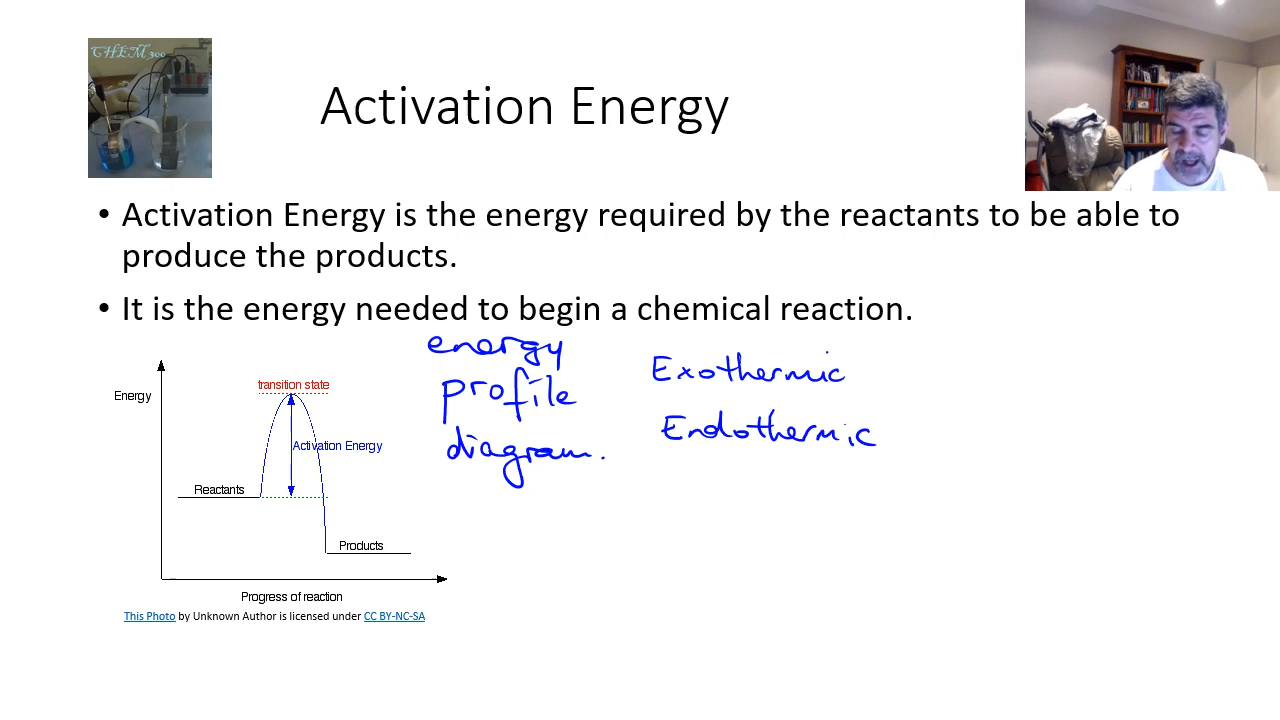 CHEM 300
Activation Energy
• Activation Energy is the energy required by the reactants to be able to
produce the products.
• It is the energy needed to begin a chemical reaction.
energy
profile
diagram.
Exothermic
Endothermic
Energy
transition state
Activation Energy
Reactants
Products
Progress of reaction
This Photo by Unknown Author is licensed under CC BY-NC-SA